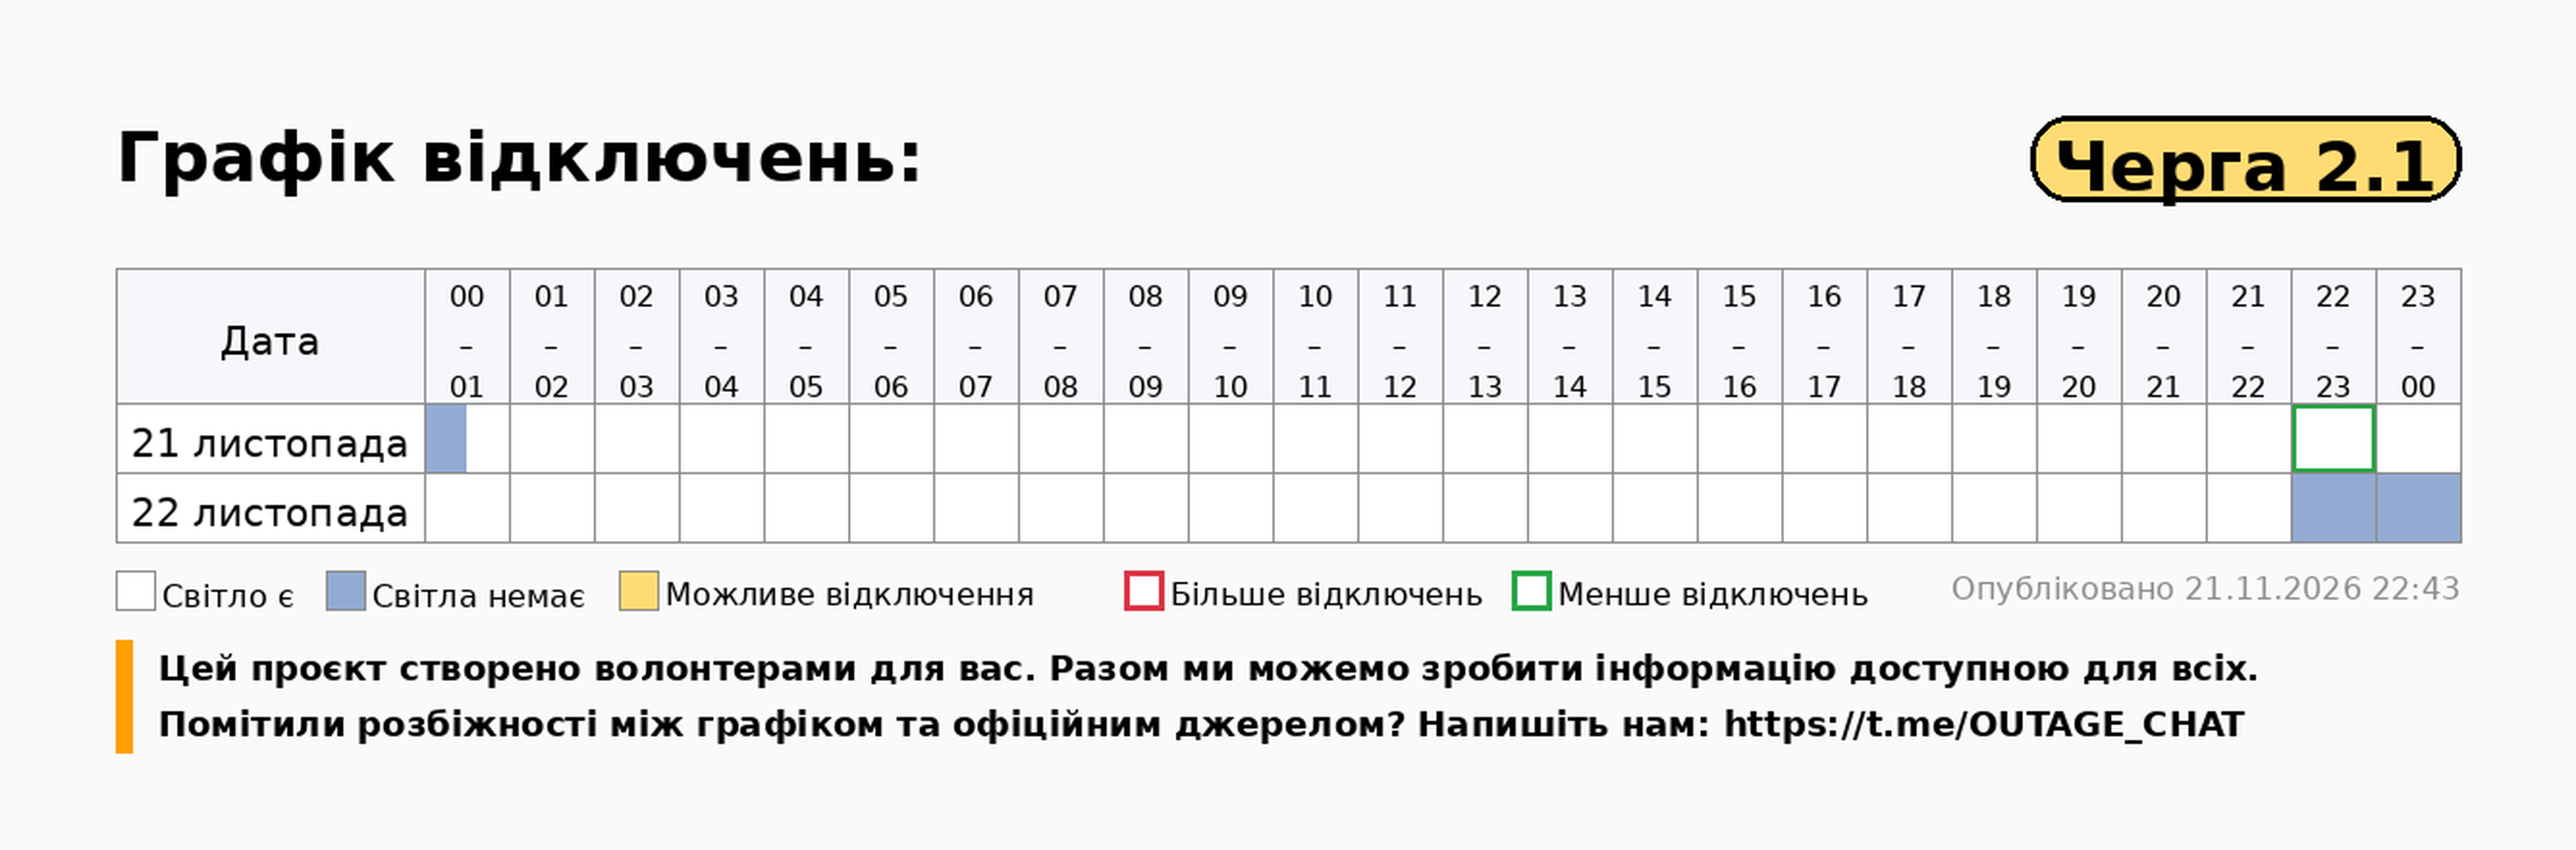 Графік відключень:
Черга 2.1
Дата
00 – 01
01 – 02
02 – 03
03 – 04
04 – 05
05 – 06
06 – 07
07 – 08
08 – 09
09 – 10
10 – 11
11 – 12
12 – 13
13 – 14
14 – 15
15 – 16
16 – 17
17 – 18
18 – 19
19 – 20
20 – 21
21 – 22
22 – 23
23 – 00
21 листопада
22 листопада
Світло є
Світла немає
Можливе відключення
Більше відключень
Менше відключень
Опубліковано 21.11.2026 22:43
Цей проєкт створено волонтерами для вас. Разом ми можемо зробити інформацію доступною для всіх.
Помітили розбіжності між графіком та офіційним джерелом? Напишіть нам: https://t.me/OUTAGE_CHAT